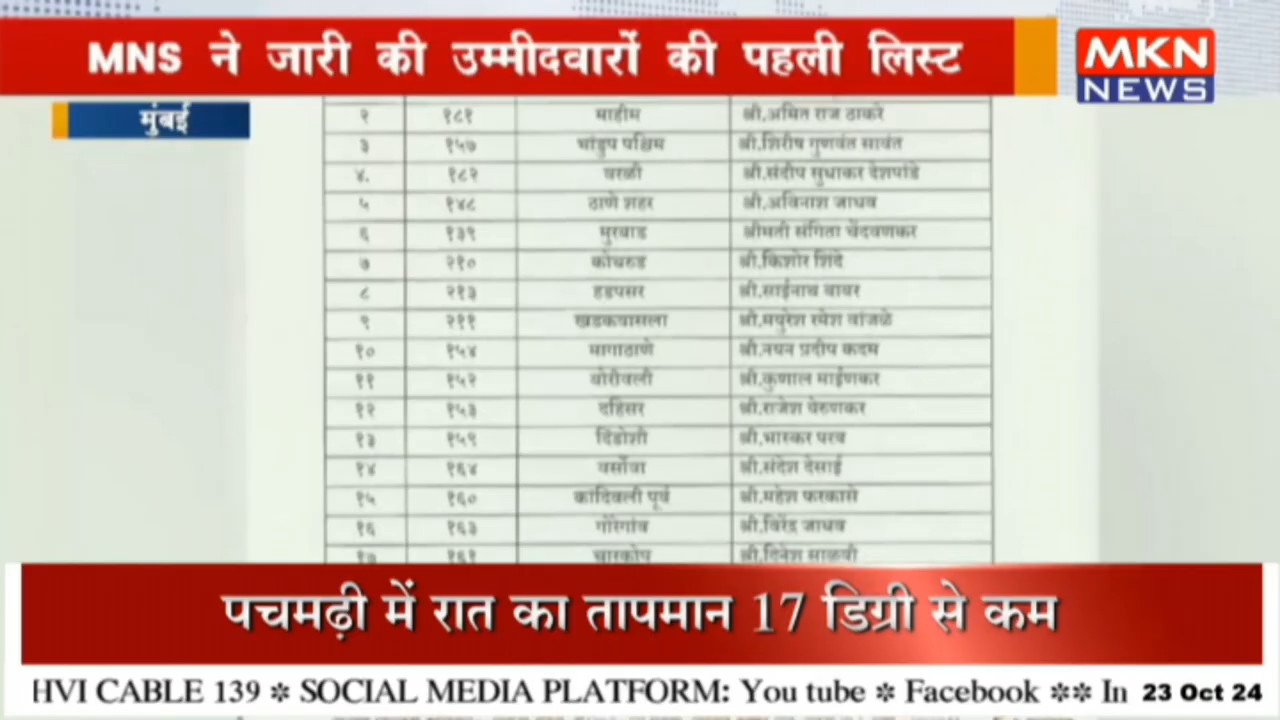 MNS ने जारी की उम्मीदवारों की पहली लिस्ट
MKN
NEWS
मुंबई
२ १८१ माहीम श्री.अमित राज ठाकरे
३ १५७ भांडुप पश्चिम श्री.शिरीष गुणवंत सावंत
४. १८२ वरळी श्री.संदीप सुधाकर देशपांडे
५ १४८ ठाणे शहर श्री.अविनाश जाधव
६ १३९ मुरबाड श्रीमती संगिता चेंदवणकर
७ २१० कोथरुड श्री.किशोर शिंदे
८ २१३ हडपसर श्री.साईनाथ बाबर
९ २११ खडकवासला श्री.मयुरेश रमेश वांजळे
१० १५४ मागाठाणे श्री.नयन प्रदीप कदम
११ १५२ बोरीवली श्री.कुणाल माईणकर
१२ १५३ दहिसर श्री.राजेश येरुणकर
१३ १५९ दिंडोशी श्री.भास्कर परब
१४ १६४ वर्सोवा श्री.संदेश देसाई
१५ १६० कांदिवली पूर्व श्री.महेश फरकासे
१६ १६३ गोरेगांव श्री.विरेंद्र जाधव
१७ १६१ चारकोप श्री.दिनेश साळवी
पचमढ़ी में रात का तापमान 17 डिग्री से कम
HVI CABLE 139 ✻ SOCIAL MEDIA PLATFORM: You tube ✻ Facebook ✻✻ In 23 Oct 24